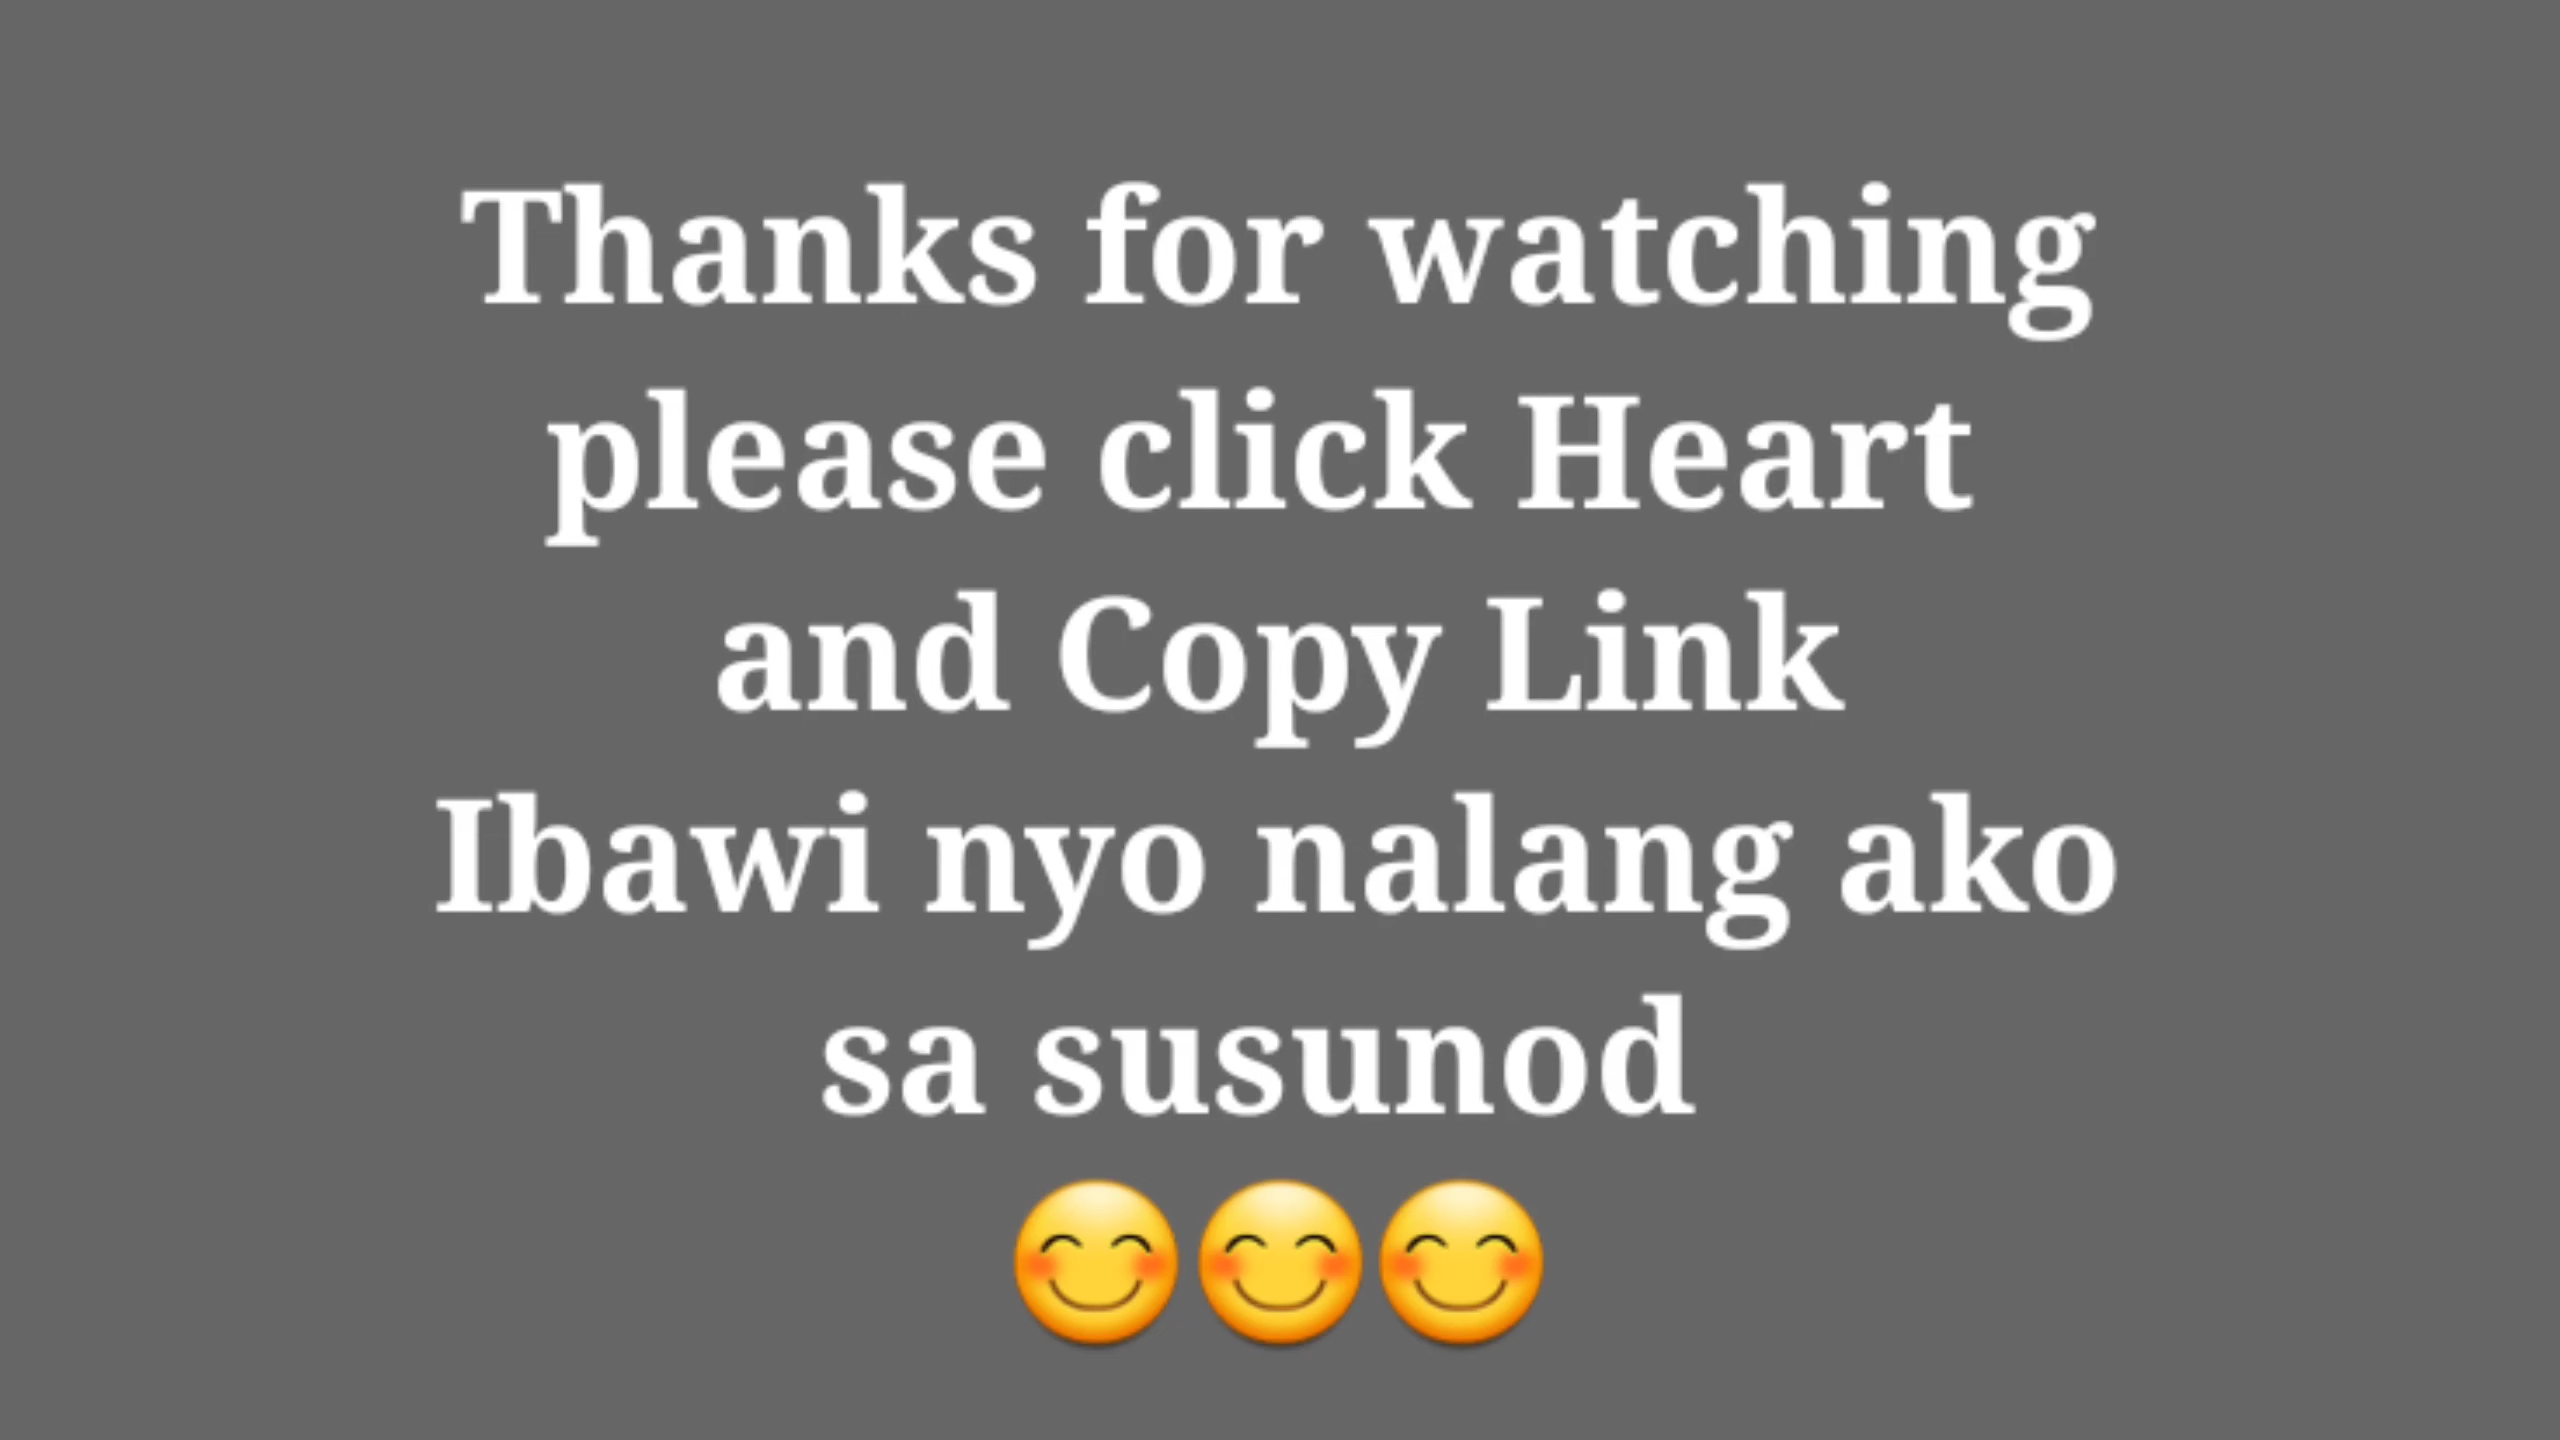 Thanks for watching
please click Heart
and Copy Link
Ibawi nyo nalang ako
sa susunod
😊😊😊